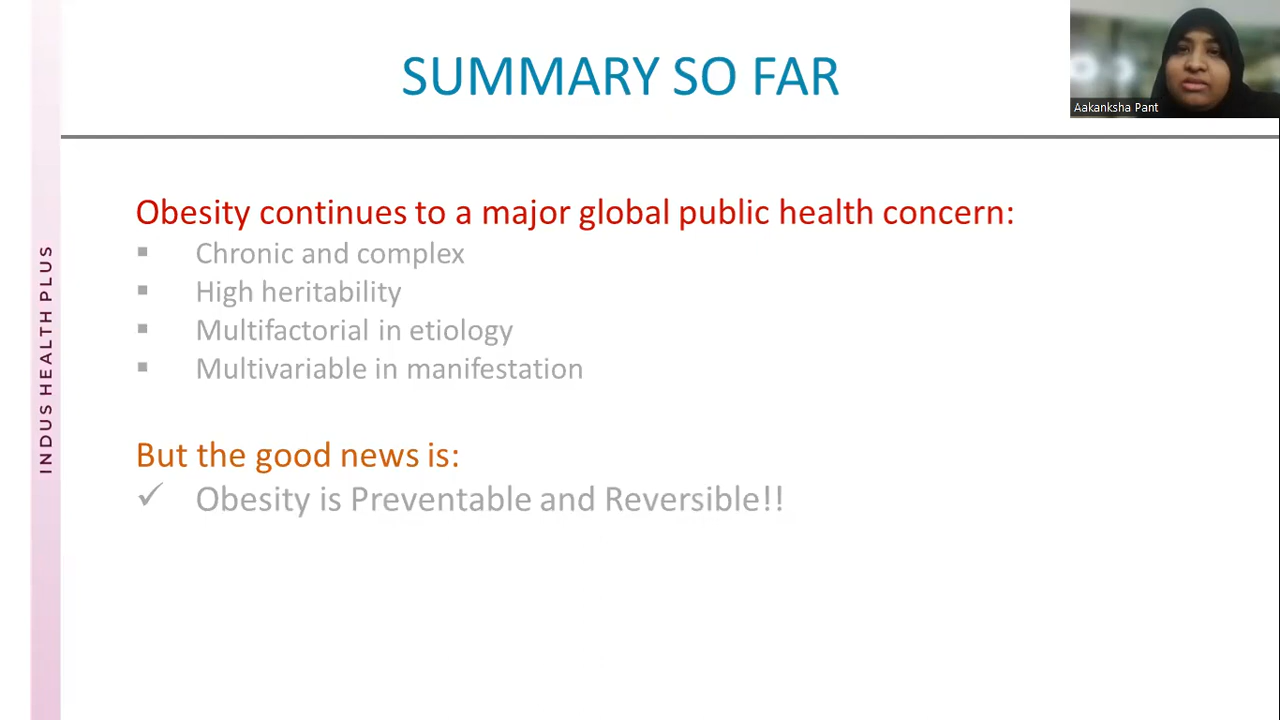 SUMMARY SO FAR
Aakanksha Pant
INDUS HEALTH PLUS
Obesity continues to a major global public health concern:
▪ Chronic and complex
▪ High heritability
▪ Multifactorial in etiology
▪ Multivariable in manifestation
But the good news is:
✓ Obesity is Preventable and Reversible!!